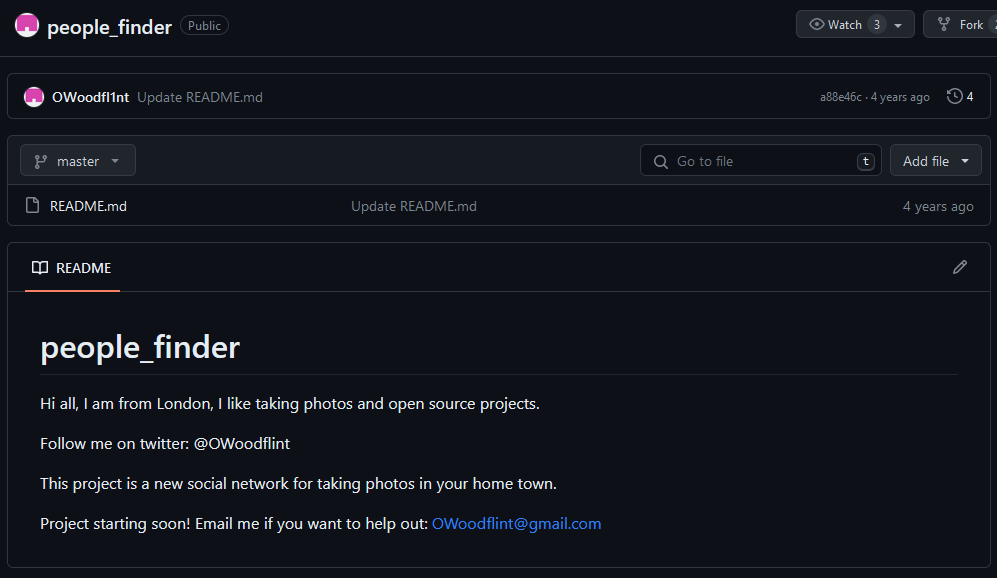 people_finder Public Watch 3 Fork
OWoodfl1nt Update README.md a88e46c · 4 years ago 4
master Go to file t Add file
README.md Update README.md 4 years ago
README
people_finder
Hi all, I am from London, I like taking photos and open source projects.
Follow me on twitter: @OWoodflint
This project is a new social network for taking photos in your home town.
Project starting soon! Email me if you want to help out: OWoodflint@gmail.com